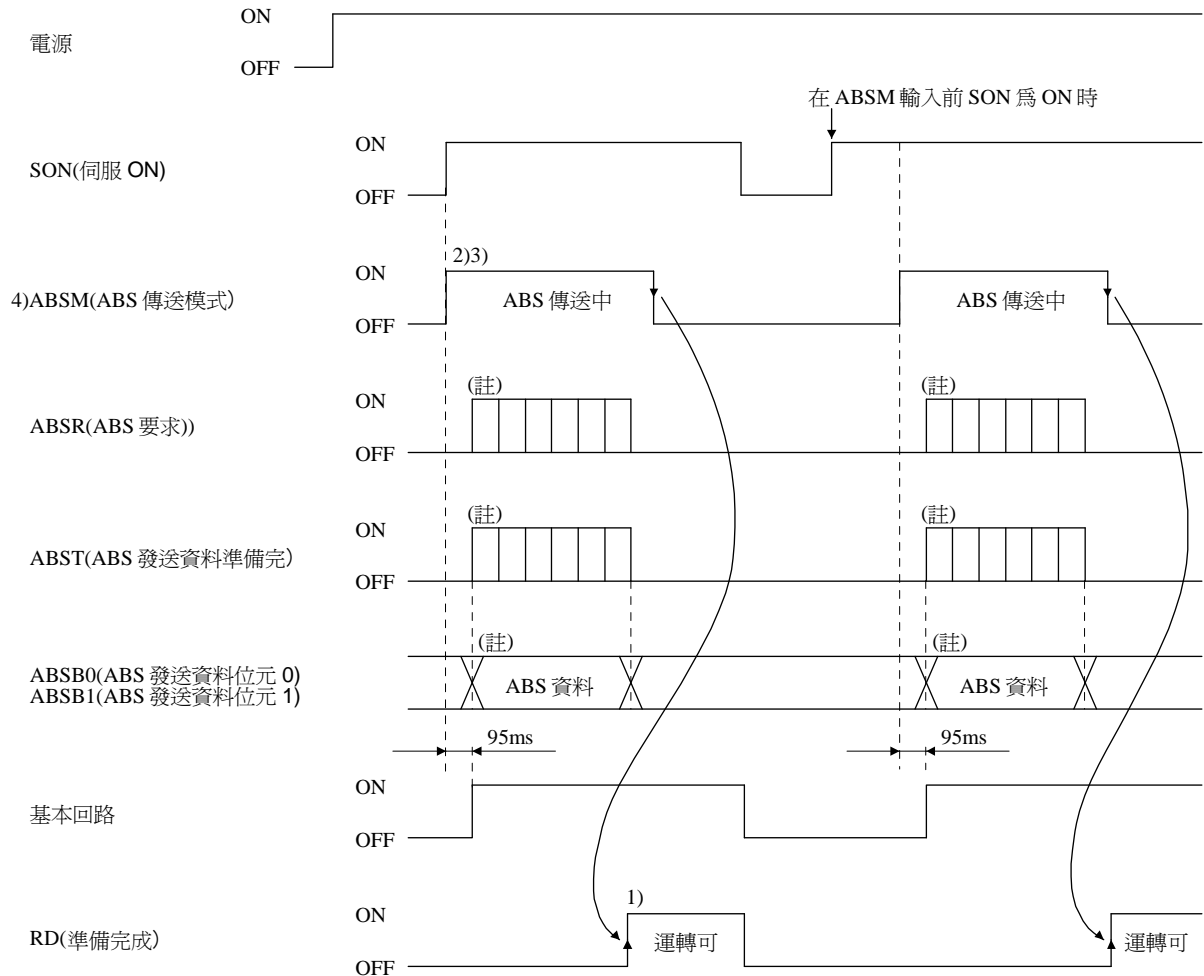 ON
電源
OFF
在 ABSM 輸入前 SON 爲 ON 時
ON
SON(伺服 ON)
OFF
2)3)
ON
4)ABSM(ABS 傳送模式)
ABS 傳送中
ABS 傳送中
OFF
(註)
(註)
ON
ABSR(ABS 要求))
OFF
(註)
(註)
ON
ABST(ABS 發送資料準備完)
OFF
(註)
(註)
ABSB0(ABS 發送資料位元 0)
ABSB1(ABS 發送資料位元 1)
ABS 資料
ABS 資料
95ms
95ms
ON
基本回路
OFF
1)
ON
RD(準備完成)
運轉可
運轉可
OFF